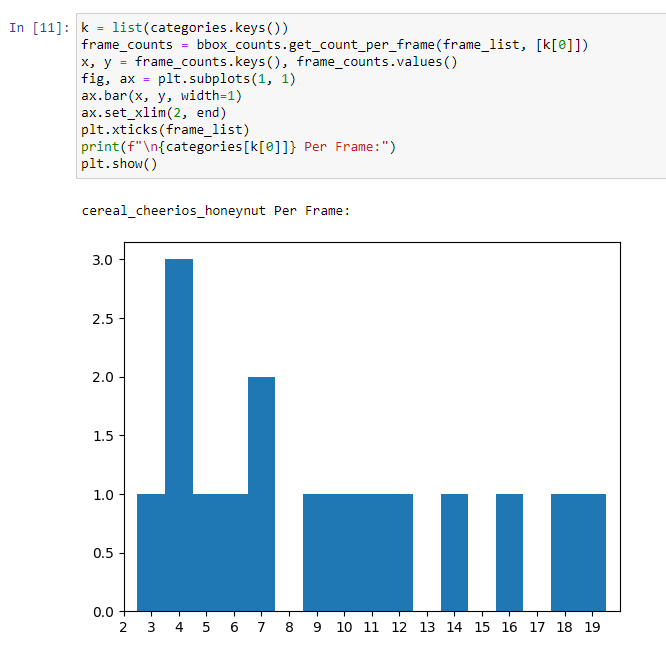 In [11]: k = list(categories.keys())
frame_counts = bbox_counts.get_count_per_frame(frame_list, [k[0]])
x, y = frame_counts.keys(), frame_counts.values()
fig, ax = plt.subplots(1, 1)
ax.bar(x, y, width=1)
ax.set_xlim(2, end)
plt.xticks(frame_list)
print(f"\n{categories[k[0]]} Per Frame:")
plt.show()
cereal_cheerios_honeynut Per Frame:
3.0
2.5
2.0
1.5
1.0
0.5
0.0
2 3 4 5 6 7 8 9 10 11 12 13 14 15 16 17 18 19